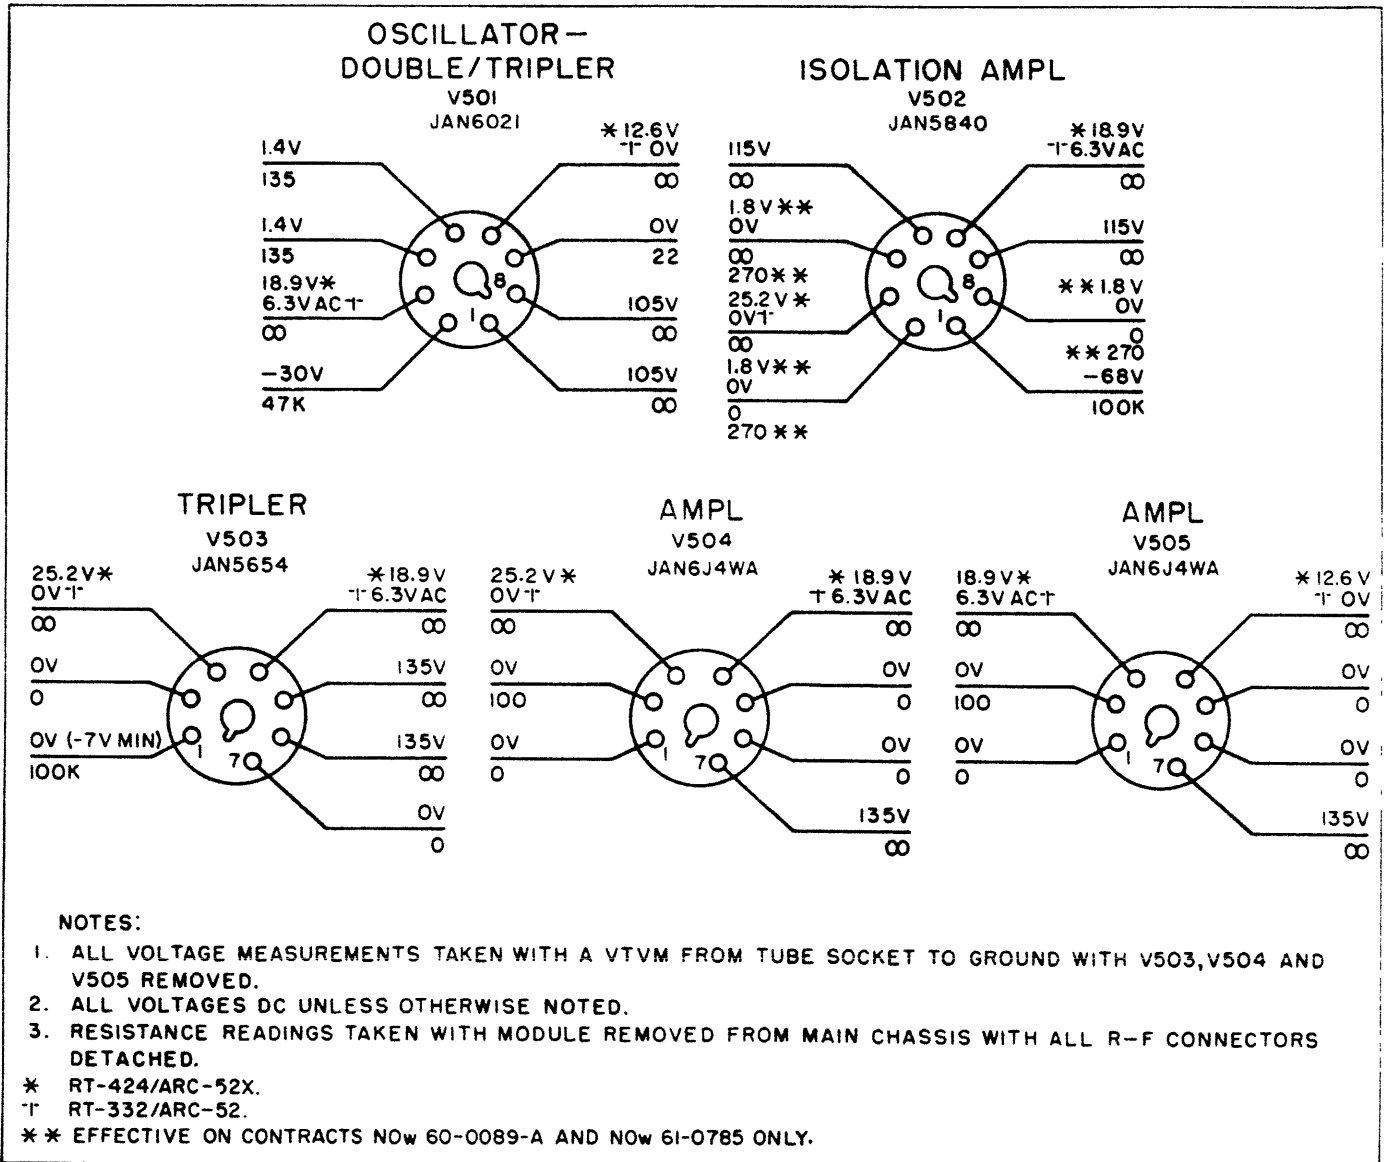 OSCILLATOR—
DOUBLE/TRIPLER
V501
JAN6021
1.4V
135
1.4V
135
18.9V*
6.3VAC†
∞
-30V
47K
*12.6V
†0V
∞
0V
22
105V
∞
105V
∞
8
1
ISOLATION AMPL
V502
JAN5840
115V
∞
1.8V**
0V
∞
270**
25.2V*
0V†
∞
1.8V**
0V
0
270**
*18.9V
†6.3VAC
∞
115V
∞
**1.8V
0V
0
**270
-68V
100K
8
1
TRIPLER
V503
JAN5654
25.2V*
0V†
∞
0V
0
0V (-7V MIN)
100K
*18.9V
†6.3VAC
∞
135V
∞
135V
∞
0V
0
1
7
AMPL
V504
JAN6J4WA
25.2V*
0V†
∞
0V
100
0V
0
*18.9V
†6.3VAC
∞
0V
0
0V
0
135V
∞
1
7
AMPL
V505
JAN6J4WA
18.9V*
6.3VAC†
∞
0V
100
0V
0
*12.6V
†0V
∞
0V
0
0V
0
135V
∞
1
7
NOTES:
1. ALL VOLTAGE MEASUREMENTS TAKEN WITH A VTVM FROM TUBE SOCKET TO GROUND WITH V503,V504 AND
V505 REMOVED.
2. ALL VOLTAGES DC UNLESS OTHERWISE NOTED.
3. RESISTANCE READINGS TAKEN WITH MODULE REMOVED FROM MAIN CHASSIS WITH ALL R-F CONNECTORS
DETACHED.
* RT-424/ARC-52X.
† RT-332/ARC-52.
** EFFECTIVE ON CONTRACTS NOw 60-0089-A AND NOw 61-0785 ONLY.